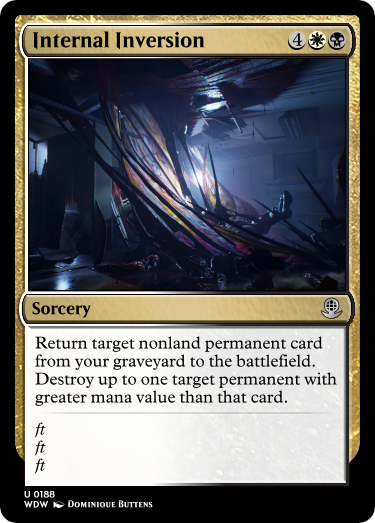 Internal Inversion 4
Sorcery
Return target nonland permanent card
from your graveyard to the battlefield.
Destroy up to one target permanent with
greater mana value than that card.
ft
ft
ft
U 0188
WDW Dominique Buttens